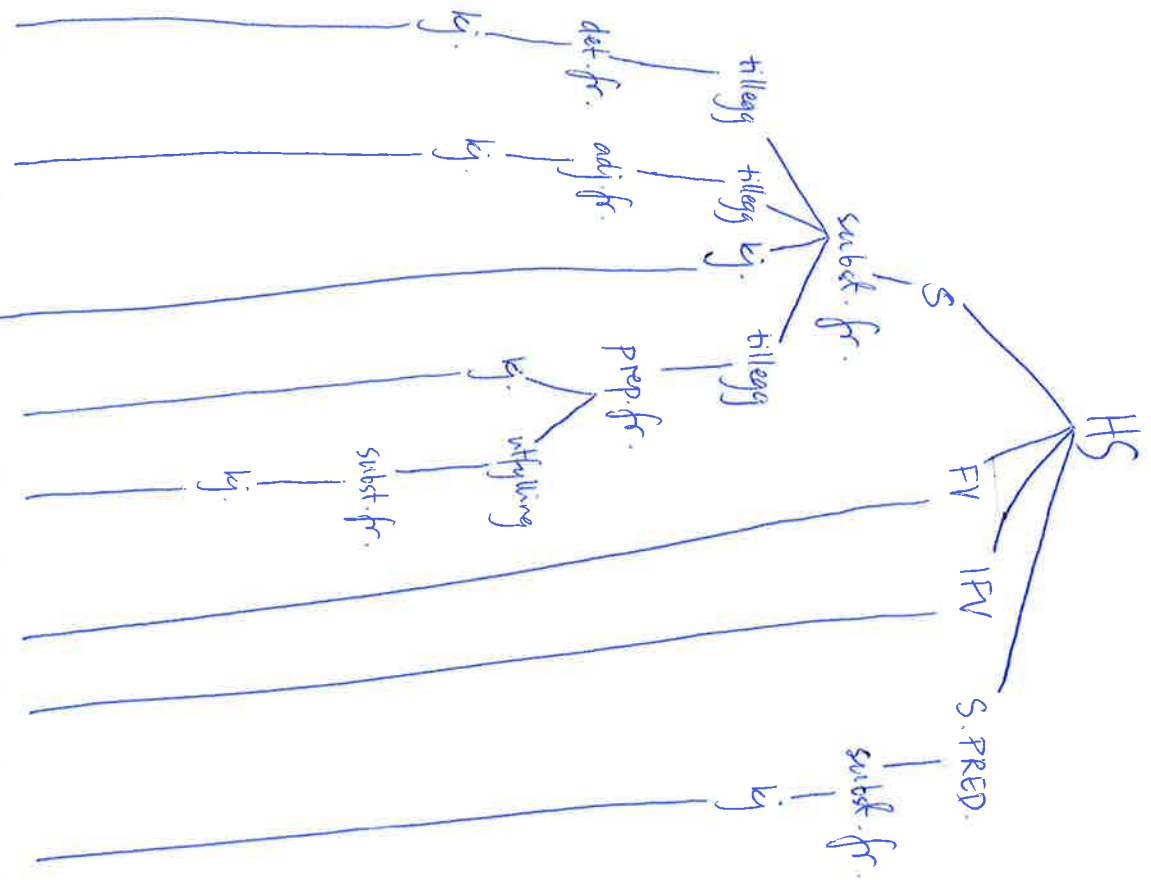 HS
S FV IFV S.PRED.
subst.fr. subst.fr.
tillegg tillegg kj. tillegg kj.
det.fr. adj.fr. prep.fr.
kj. kj. kj. utfylling
subst.fr.
kj.